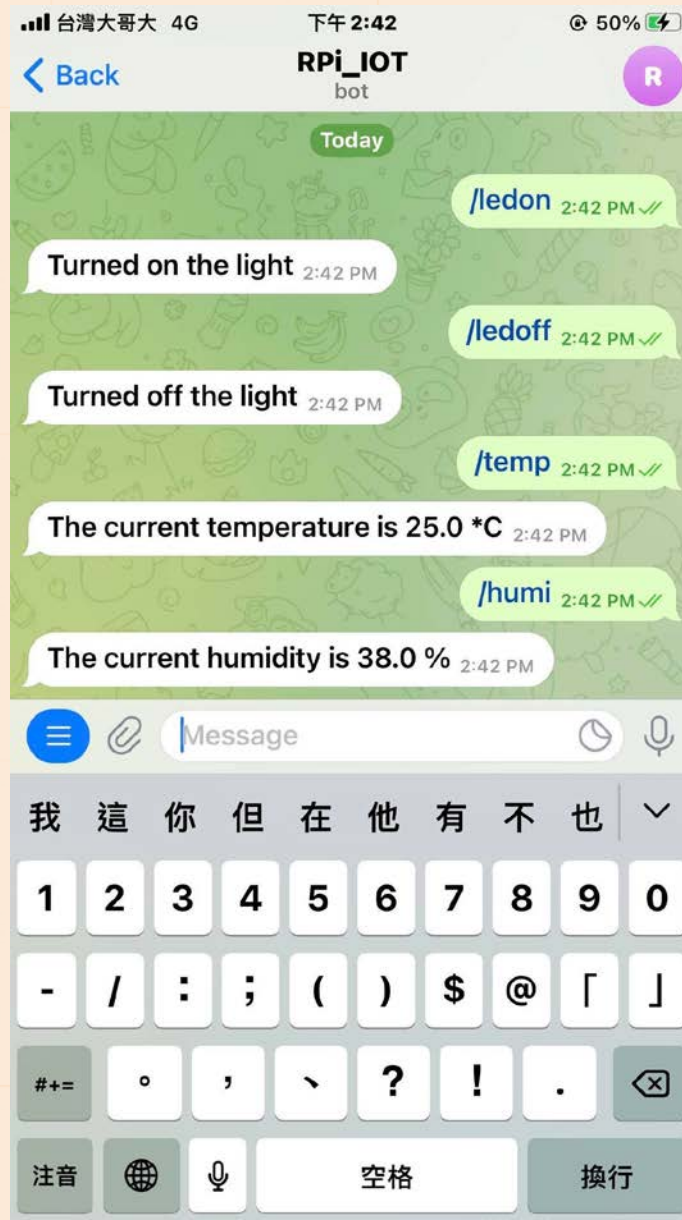 台灣大哥大 4G 下午 2:42 50%
Back RPi_IOT R
bot
Today
/ledon 2:42 PM
Turned on the light 2:42 PM
/ledoff 2:42 PM
Turned off the light 2:42 PM
/temp 2:42 PM
The current temperature is 25.0 *C 2:42 PM
/humi 2:42 PM
The current humidity is 38.0 % 2:42 PM
Message
我 這 你 但 在 他 有 不 也
1 2 3 4 5 6 7 8 9 0
- / : ; ( ) $ @ 「 」
#+= 。 , 、 ? ! .
注音 空格 換行